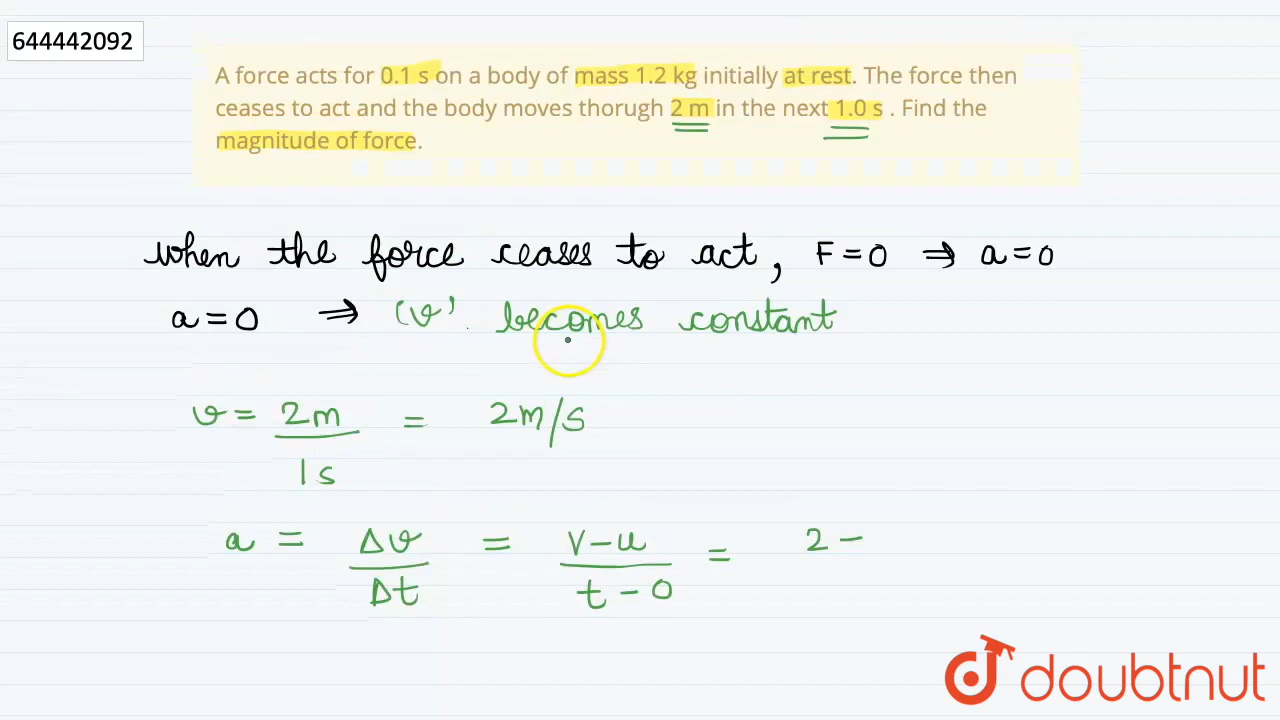 644442092
A force acts for 0.1 s on a body of mass 1.2 kg initially at rest. The force then
ceases to act and the body moves thorugh 2 m in the next 1.0 s . Find the
magnitude of force.
when the force ceases to act, F = 0 ⇒ a = 0
a = 0 ⇒ 'v' becomes constant
v = 2m/1s = 2m/s
a = Δv/Δt = v-u/t-0 = 2 -
doubtnut